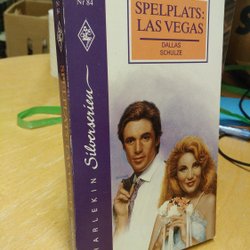 Nr 84
SPELPLATS:
LAS VEGAS
DALLAS
SCHULZE
HARLEKIN
Silverserien